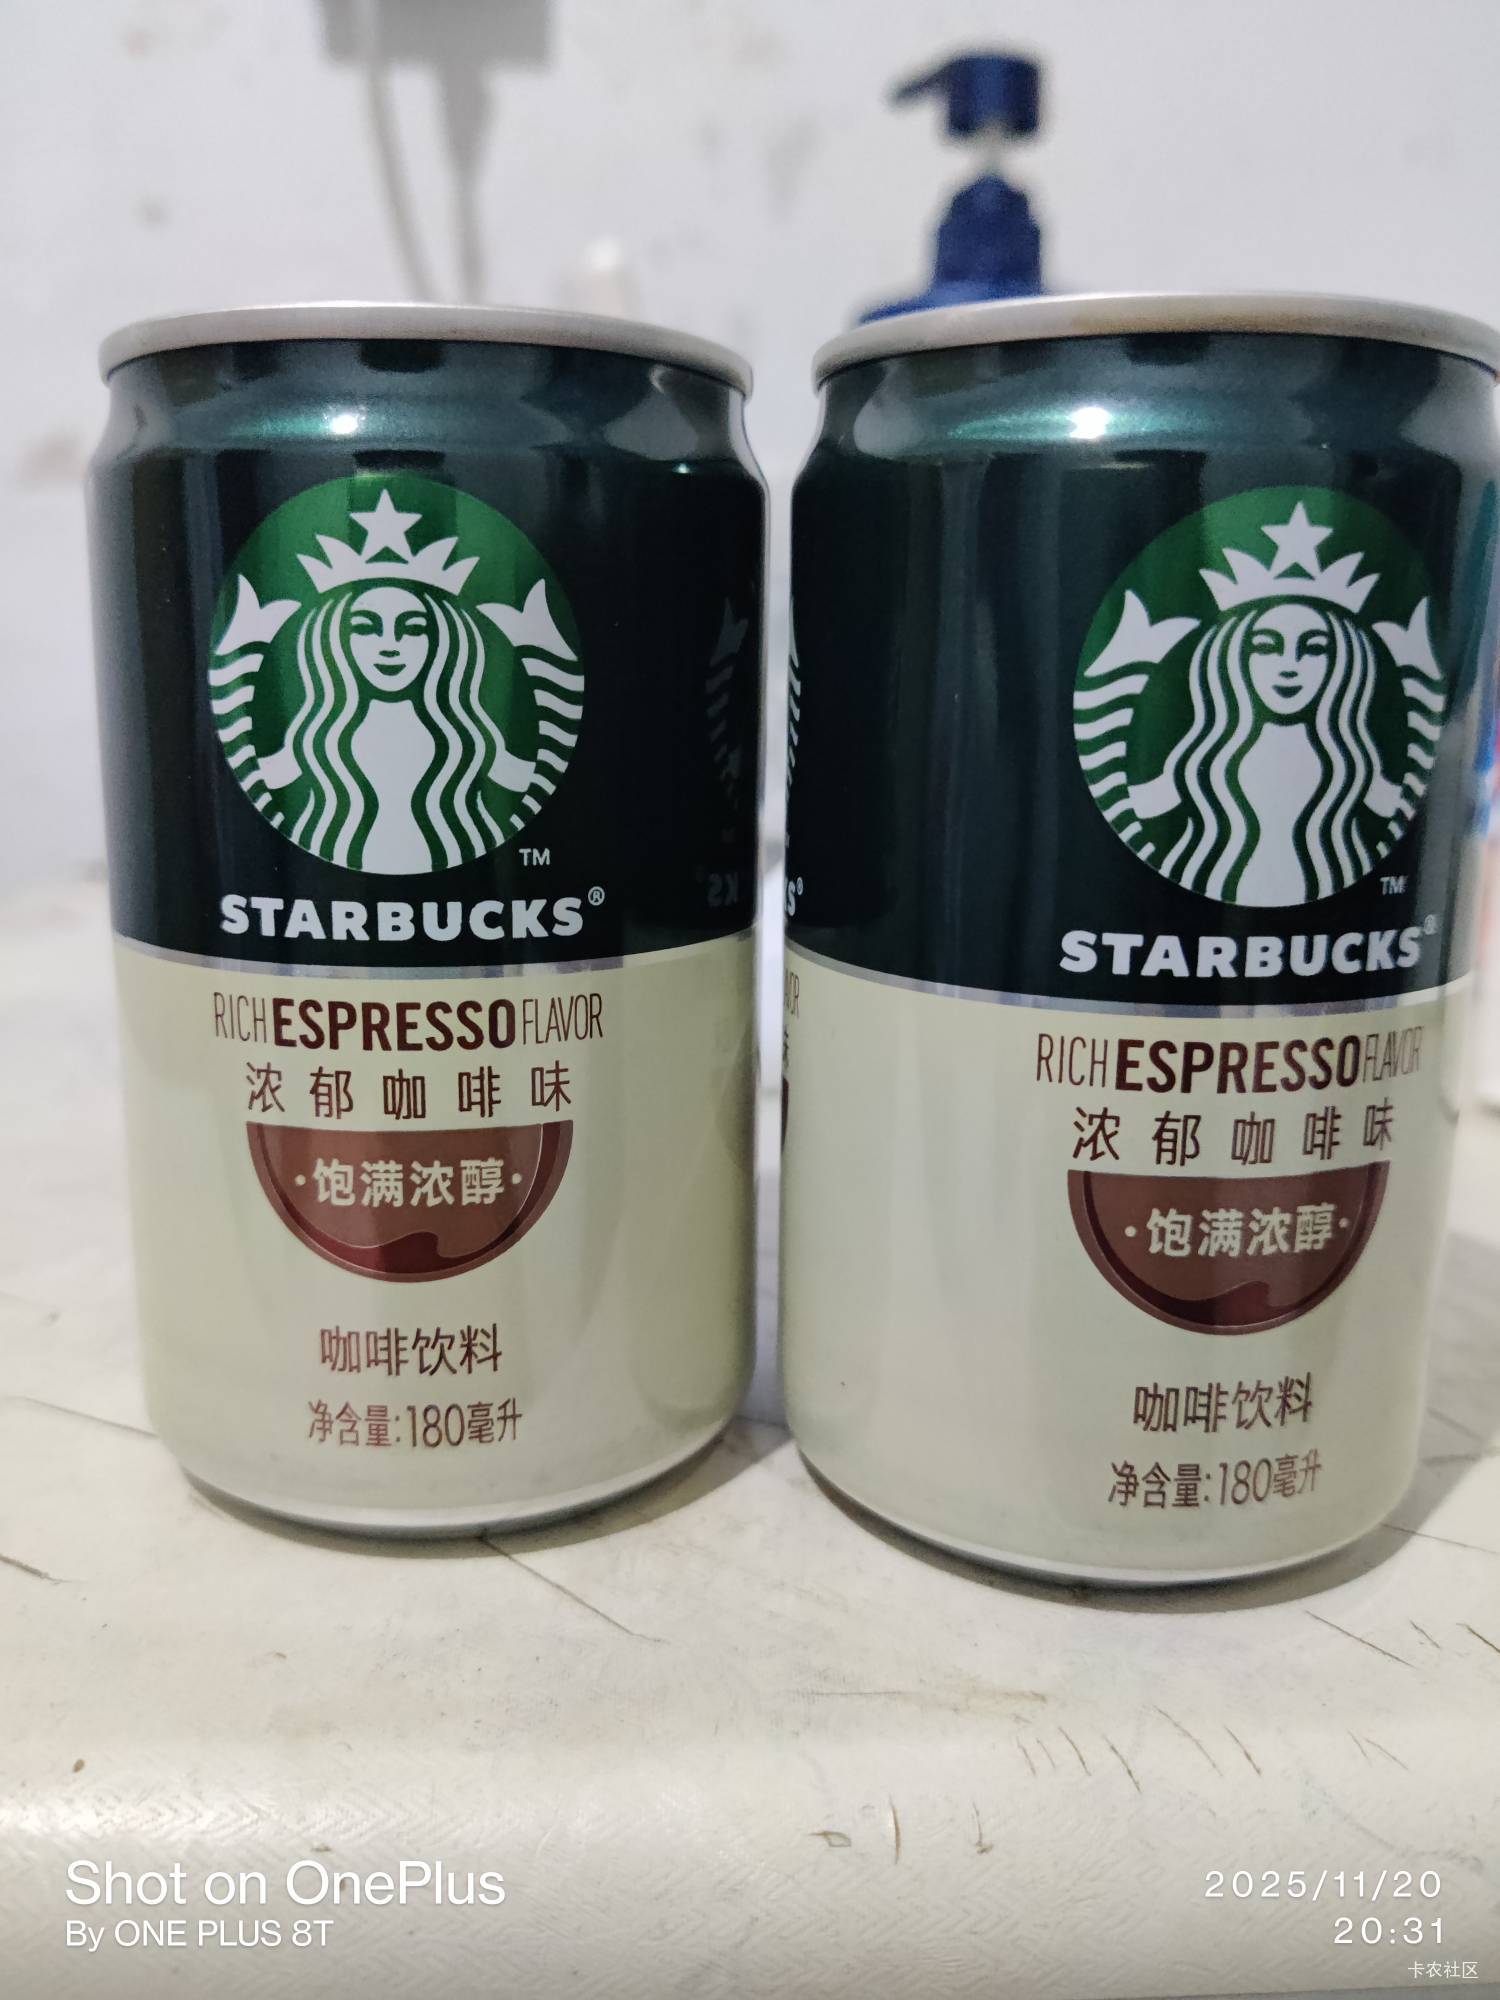 TM
STARBUCKS®
RICH ESPRESSO FLAVOR
浓郁咖啡味
·饱满浓醇·
咖啡饮料
净含量:180毫升
TM
STARBUCKS®
RICH ESPRESSO FLAVOR
浓郁咖啡味
·饱满浓醇·
咖啡饮料
净含量:180毫升
Shot on OnePlus
By ONE PLUS 8T
2025/11/20
20:31
卡农社区